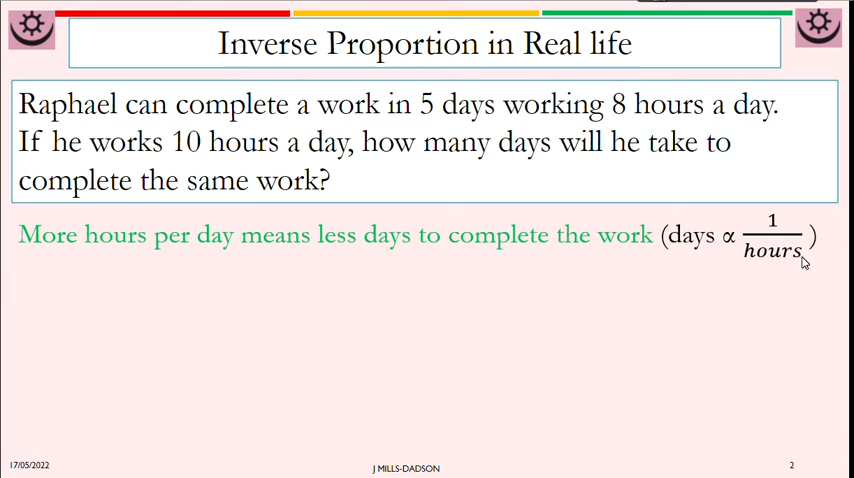 Inverse Proportion in Real life
Raphael can complete a work in 5 days working 8 hours a day.
If he works 10 hours a day, how many days will he take to
complete the same work?
More hours per day means less days to complete the work (days ∝ 1/hours)
17/05/2022
J MILLS-DADSON
2